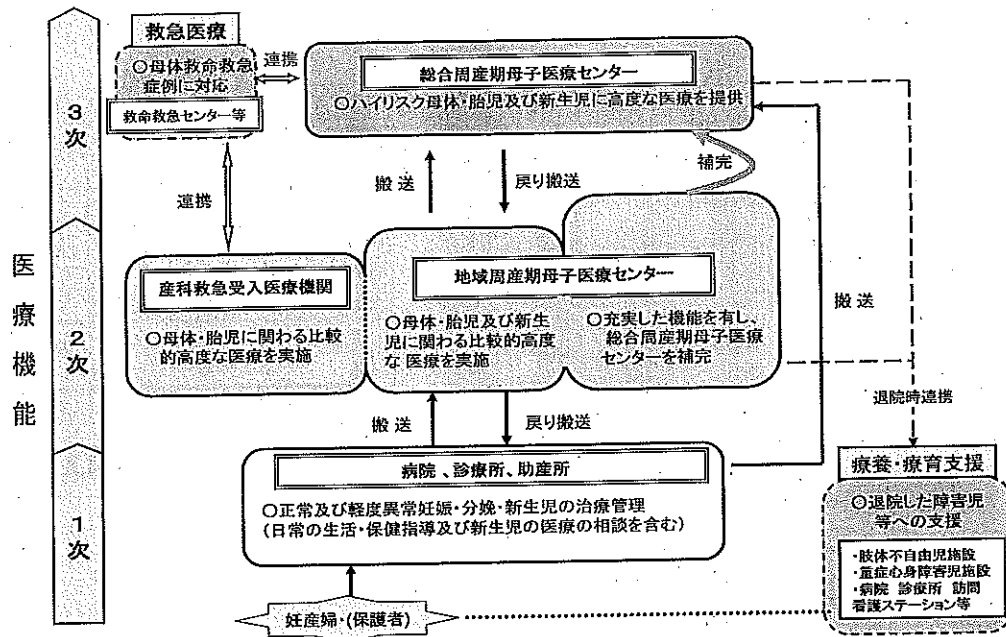 医療機能
3次
2次
1次
救急医療
〇母体救命救急
症例に対応
救命救急センター等
連携
総合周産期母子医療センター
〇ハイリスク母体・胎児及び新生児に高度な医療を提供
連携
搬送
戻り搬送
補完
産科救急受入医療機関
〇母体・胎児に関わる比較
的高度な医療を実施
地域周産期母子医療センター
〇母体・胎児及び新生
児に関わる比較的高度
な医療を実施
〇充実した機能を有し、
総合周産期母子医療
センターを補完
搬送
搬送
戻り搬送
退院時連携
病院、診療所、助産所
〇正常及び軽度異常妊娠・分娩・新生児の治療管理
(日常の生活・保健指導及び新生児の医療の相談を含む)
療養・療育支援
〇退院した障害児
等への支援
・肢体不自由児施設
・重症心身障害児施設
・病院 診療所 訪問
看護ステーション等
妊産婦・(保護者)